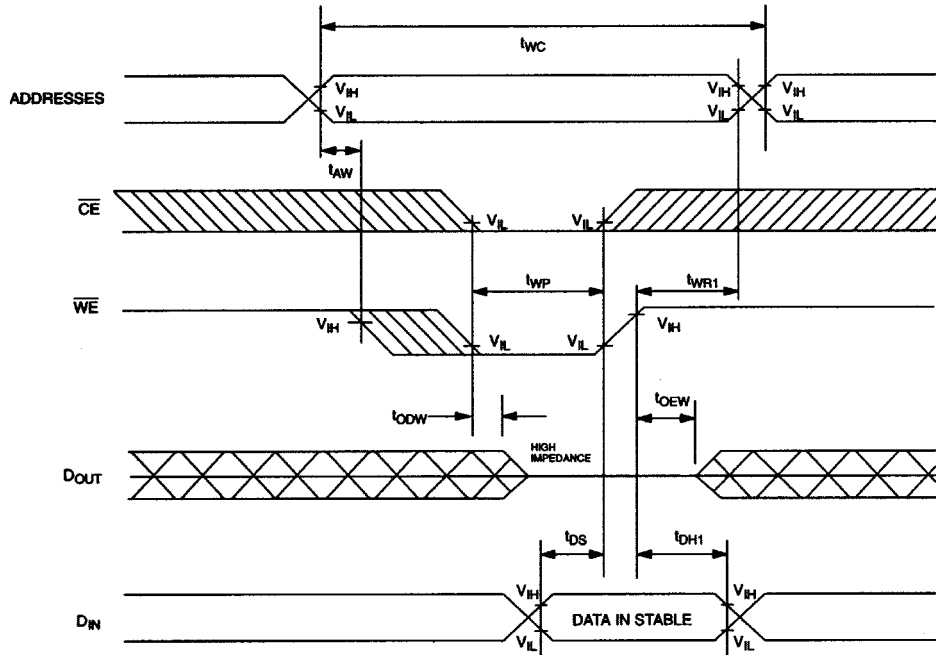 tWC
ADDRESSES
VIH
VIL
VIH
VIL
VIH
VIL
tAW
CE
VIL
VIL
tWP
tWR1
WE
VIH
VIL
VIL
VIH
tODW
tOEW
DOUT
HIGH
IMPEDANCE
tDS
tDH1
DIN
VIH
VIL
DATA IN STABLE
VIH
VIL